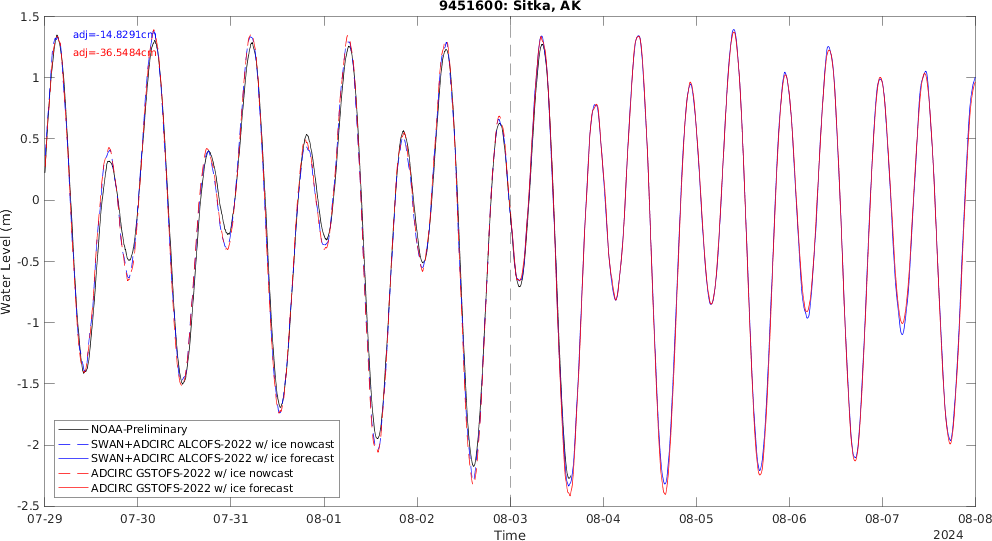 9451600: Sitka, AK
adj=-14.8291cm
adj=-36.5484cm
Water Level (m)
1.5
1
0.5
0
-0.5
-1
-1.5
-2
-2.5
NOAA-Preliminary
SWAN+ADCIRC ALCOFS-2022 w/ ice nowcast
SWAN+ADCIRC ALCOFS-2022 w/ ice forecast
ADCIRC GSTOFS-2022 w/ ice nowcast
ADCIRC GSTOFS-2022 w/ ice forecast
07-29 07-30 07-31 08-01 08-02 08-03 08-04 08-05 08-06 08-07 08-08
Time
2024